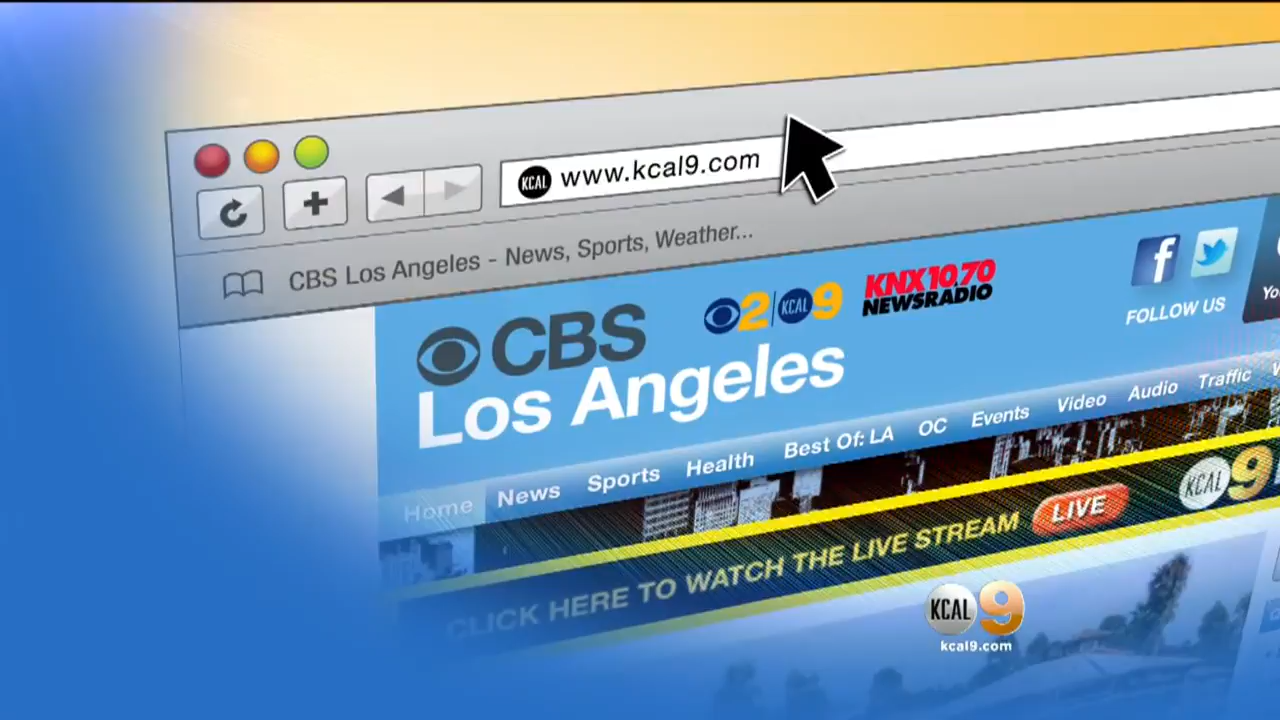 KCAL www.kcal9.com
CBS Los Angeles - News, Sports, Weather...
CBS
Los Angeles
2 KCAL 9
KNX 10.70
NEWSRADIO
f
FOLLOW US
Home News Sports Health Best Of: LA OC Events Video Audio Traffic
CLICK HERE TO WATCH THE LIVE STREAM LIVE KCAL 9
KCAL 9
kcal9.com